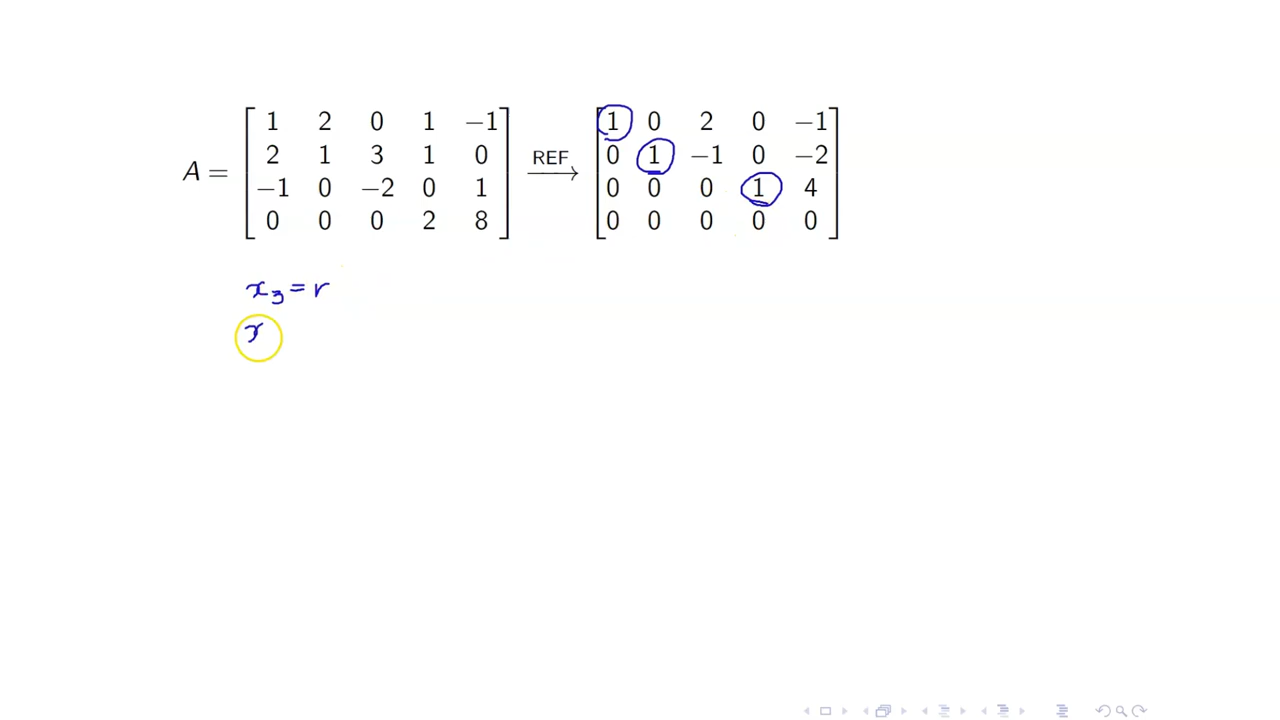 A = [ 1 2 0 1 −1 ] REF → [ 1 0 2 0 −1 ]
2 1 3 1 0 0 1 −1 0 −2
−1 0 −2 0 1 0 0 0 1 4
0 0 0 2 8 0 0 0 0 0
x₃ = r
x